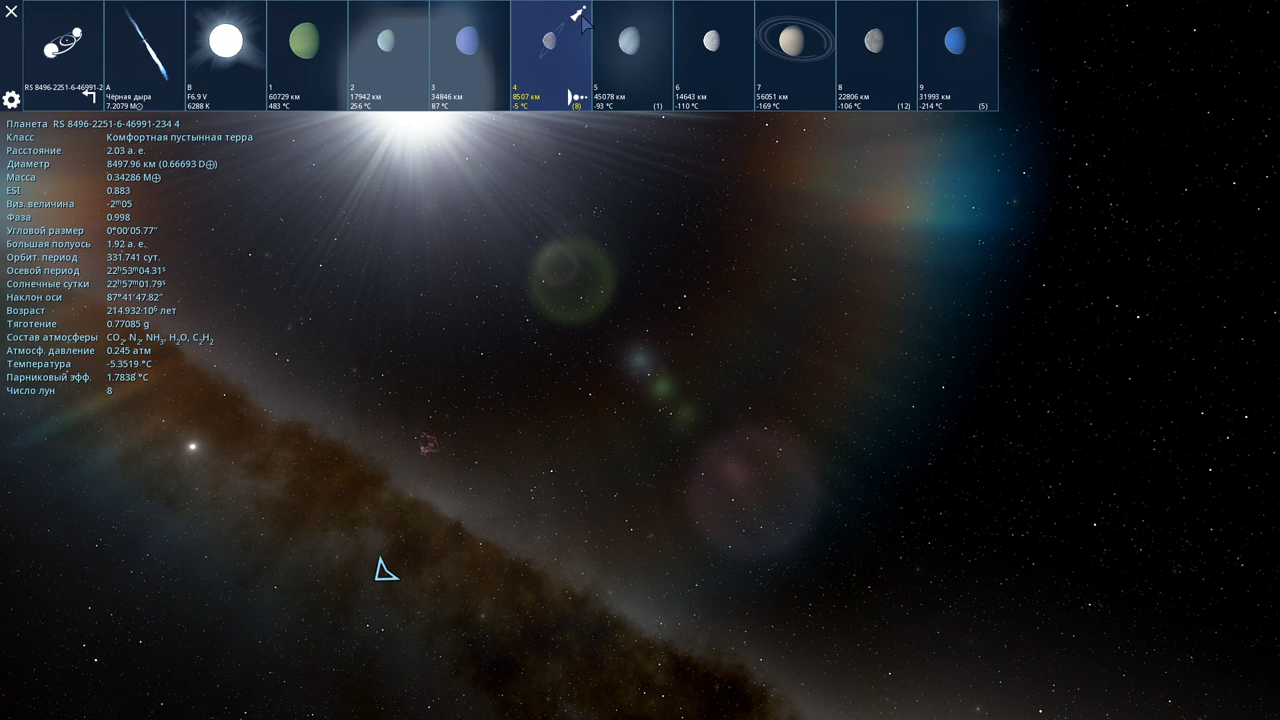 RS 8496-2251-6-46991-2
A
Чёрная дыра
7.2079 M⊙
B
F6.9 V
6288 K
1
60729 км
483 °C
2
17942 км
256 °C
3
34846 км
87 °C
4
8507 км
-5 °C (8)
5
45078 км
-93 °C (1)
6
14643 км
-110 °C
7
56051 км
-169 °C
8
22806 км
-106 °C (12)
9
31993 км
-214 °C (5)
Планета RS 8496-2251-6-46991-234 4
Класс Комфортная пустынная терра
Расстояние 2.03 а. е.
Диаметр 8497.96 км (0.66693 D⊕)
Масса 0.34286 M⊕
ESI 0.883
Виз. величина -2ᵐ05
Фаза 0.998
Угловой размер 0°00′05.77″
Большая полуось 1.92 а. е.
Орбит. период 331.741 сут.
Осевой период 22ʰ53ᵐ04.31ˢ
Солнечные сутки 22ʰ57ᵐ01.79ˢ
Наклон оси 87°41′47.82″
Возраст 214.932·10⁶ лет
Тяготение 0.77085 g
Состав атмосферы CO₂, N₂, NH₃, H₂O, C₂H₂
Атмосф. давление 0.245 атм
Температура -5.3519 °C
Парниковый эфф. 1.7838 °C
Число лун 8